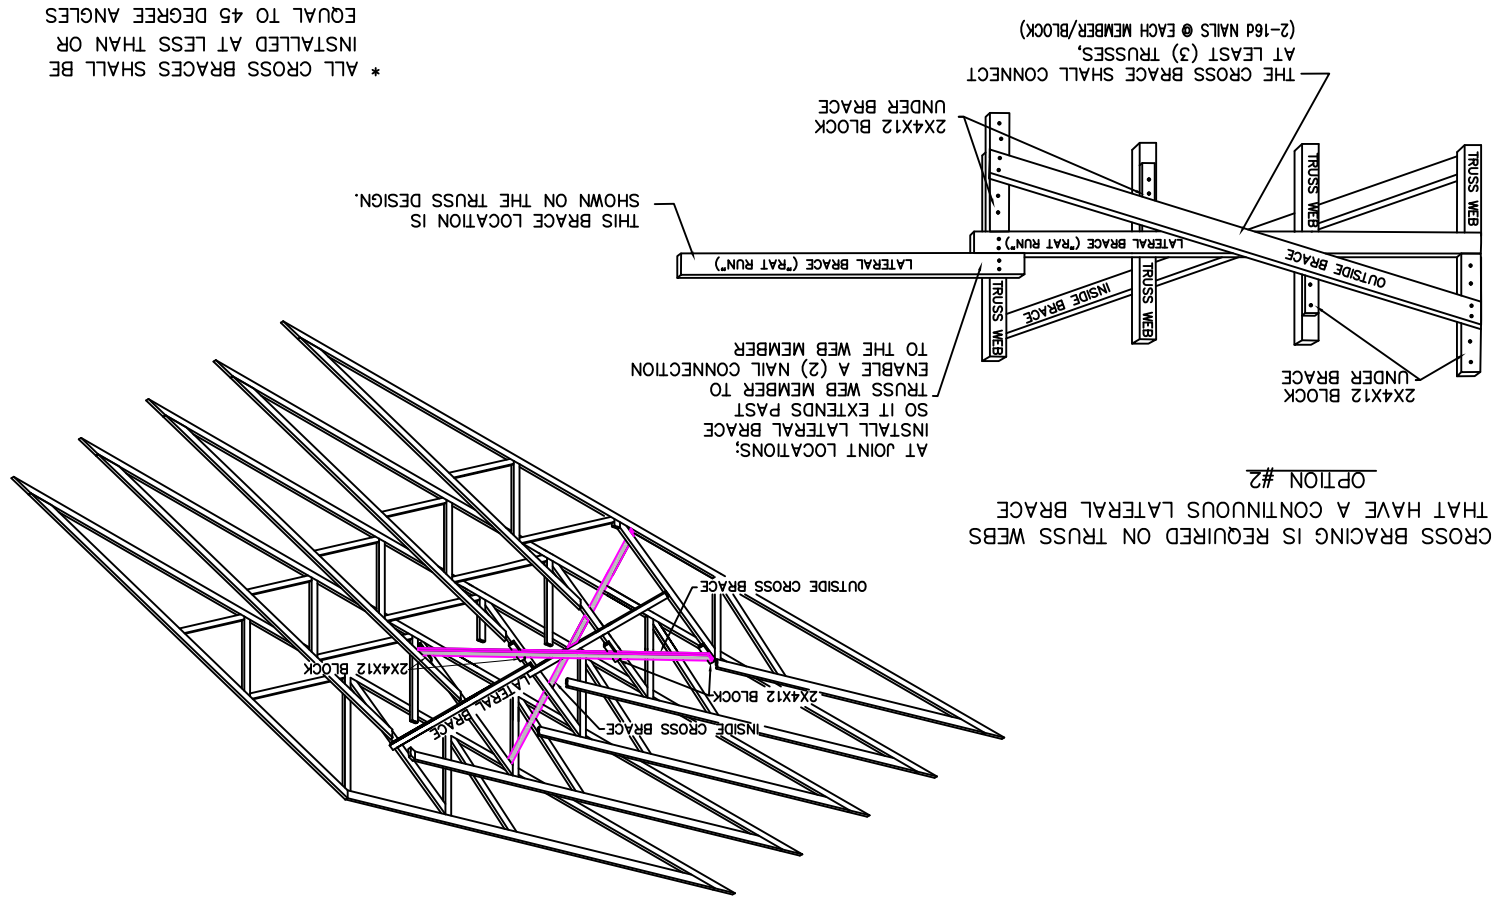 CROSS BRACING IS REQUIRED ON TRUSS WEBS
THAT HAVE A CONTINUOUS LATERAL BRACE
OPTION #2
2X4X12 BLOCK
UNDER BRACE
AT JOINT LOCATIONS;
INSTALL LATERAL BRACE
SO IT EXTENDS PAST
TRUSS WEB MEMBER TO
ENABLE A (2) NAIL CONNECTION
TO THE WEB MEMBER
TRUSS WEB
TRUSS WEB
TRUSS WEB
TRUSS WEB
INSIDE BRACE
OUTSIDE BRACE
LATERAL BRACE ("RAT RUN")
LATERAL BRACE ("RAT RUN")
THIS BRACE LOCATION IS
SHOWN ON THE TRUSS DESIGN.
2X4X12 BLOCK
UNDER BRACE
THE CROSS BRACE SHALL CONNECT
AT LEAST (3) TRUSSES,
(2-16d NAILS @ EACH MEMBER/BLOCK)
INSIDE CROSS BRACE
2X4X12 BLOCK
LATERAL BRACE
2X4X12 BLOCK
OUTSIDE CROSS BRACE
* ALL CROSS BRACES SHALL BE
INSTALLED AT LESS THAN OR
EQUAL TO 45 DEGREE ANGLES